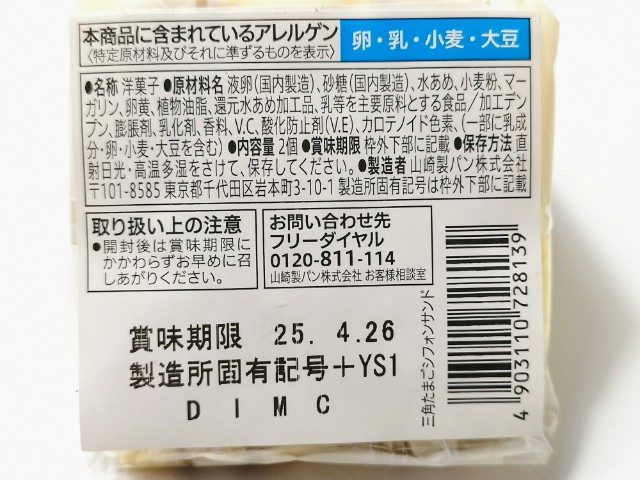 本商品に含まれているアレルゲン
〈特定原材料及びそれに準ずるものを表示〉
卵・乳・小麦・大豆
●名称 洋菓子 ●原材料名 液卵(国内製造)、砂糖(国内製造)、水あめ、小麦粉、マー
ガリン、卵黄、植物油脂、還元水あめ加工品、乳等を主要原料とする食品/加工デン
プン、膨脹剤、乳化剤、香料、V.C、酸化防止剤(V.E)、カロテノイド色素、(一部に乳成
分・卵・小麦・大豆を含む) ●内容量 2個 ●賞味期限 枠外下部に記載 ●保存方法 直
射日光・高温多湿をさけて、保存してください。●製造者 山崎製パン株式会社
〒101-8585 東京都千代田区岩本町3-10-1 製造所固有記号は枠外下部に記載
取り扱い上の注意
●開封後は賞味期限に
かかわらずお早めに召
しあがりください。
お問い合わせ先
フリーダイヤル
0120-811-114
山崎製パン株式会社 お客様相談室
賞味期限 25. 4.26
製造所固有記号+YS1
DIMC
三角たまごシフォンサンド
4 903110 728139